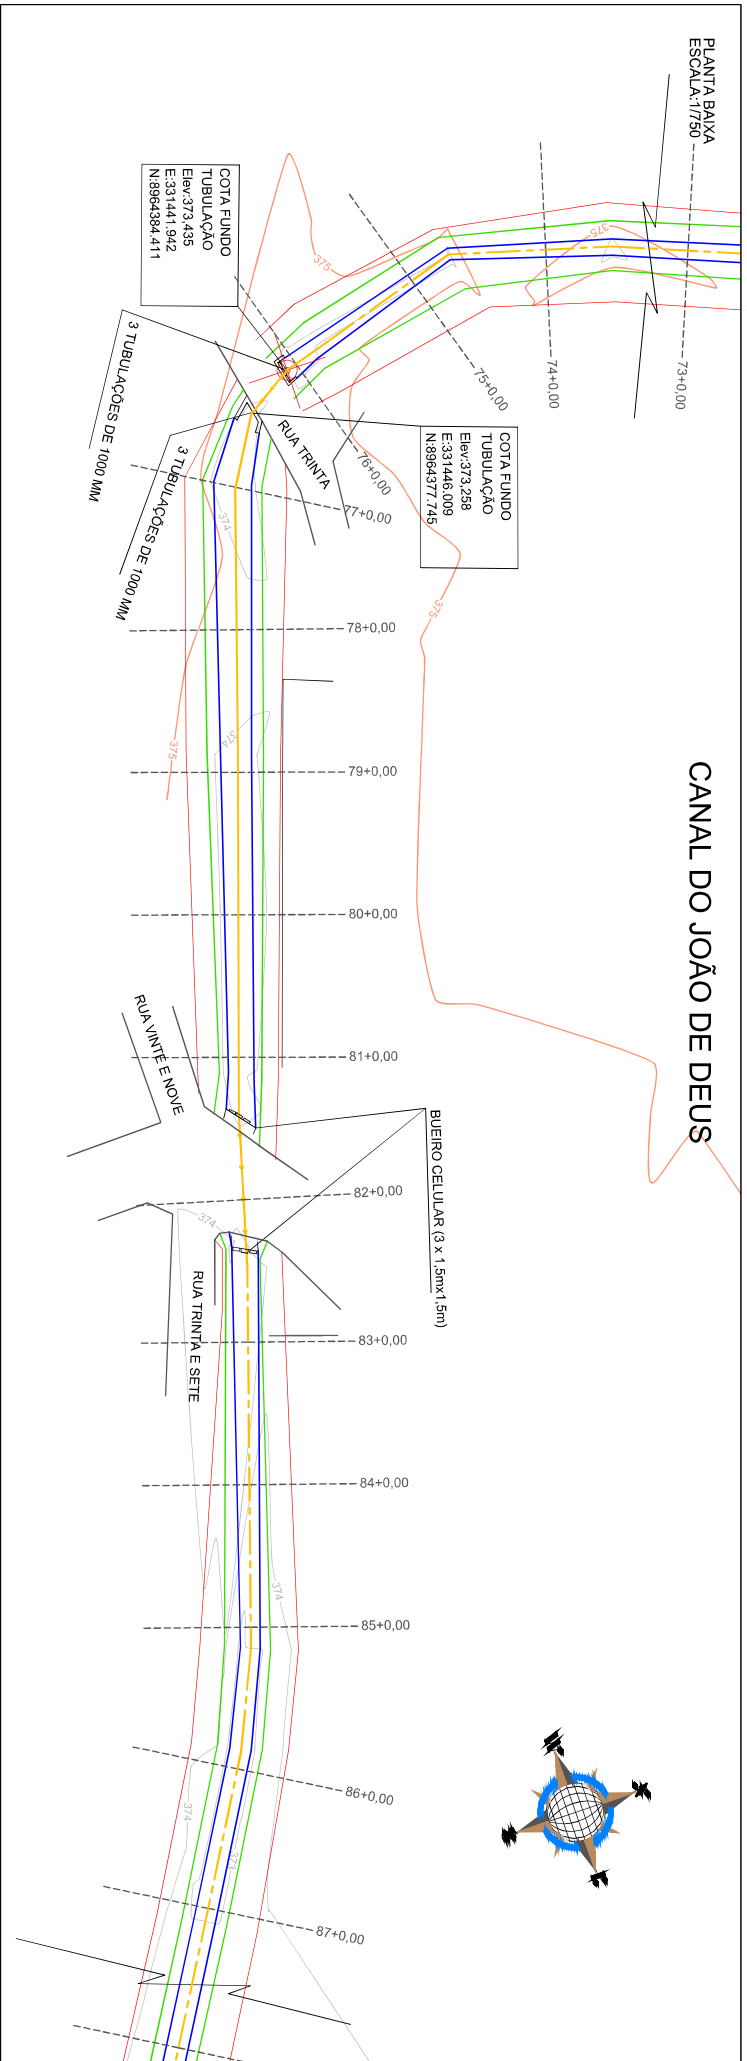 PLANTA BAIXA
ESCALA:1/750
CANAL DO JOÃO DE DEUS
73+0,00
74+0,00
75+0,00
76+0,00
77+0,00
78+0,00
79+0,00
80+0,00
81+0,00
82+0,00
83+0,00
84+0,00
85+0,00
86+0,00
87+0,00
COTA FUNDO
TUBULAÇÃO
Elev:373,435
E:331441.942
N:8964384.411
COTA FUNDO
TUBULAÇÃO
Elev:373,258
E:331446.009
N:8964377.745
3 TUBULAÇÕES DE 1000 MM
3 TUBULAÇÕES DE 1000 MM
RUA TRINTA
RUA VINTE E NOVE
RUA TRINTA E SETE
BUEIRO CELULAR (3 x 1,5mx1,5m)
375
375
375
375
374
374
374
374
374
373